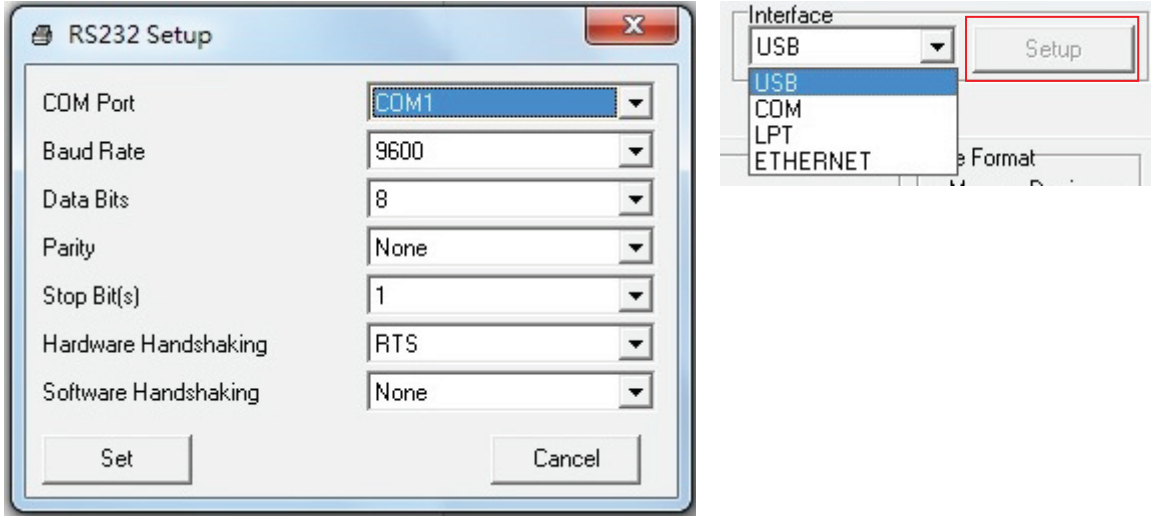 RS232 Setup
COM Port COM1
Baud Rate 9600
Data Bits 8
Parity None
Stop Bit(s) 1
Hardware Handshaking RTS
Software Handshaking None
Set Cancel
Interface
USB Setup
USB
COM
LPT
ETHERNET
Format